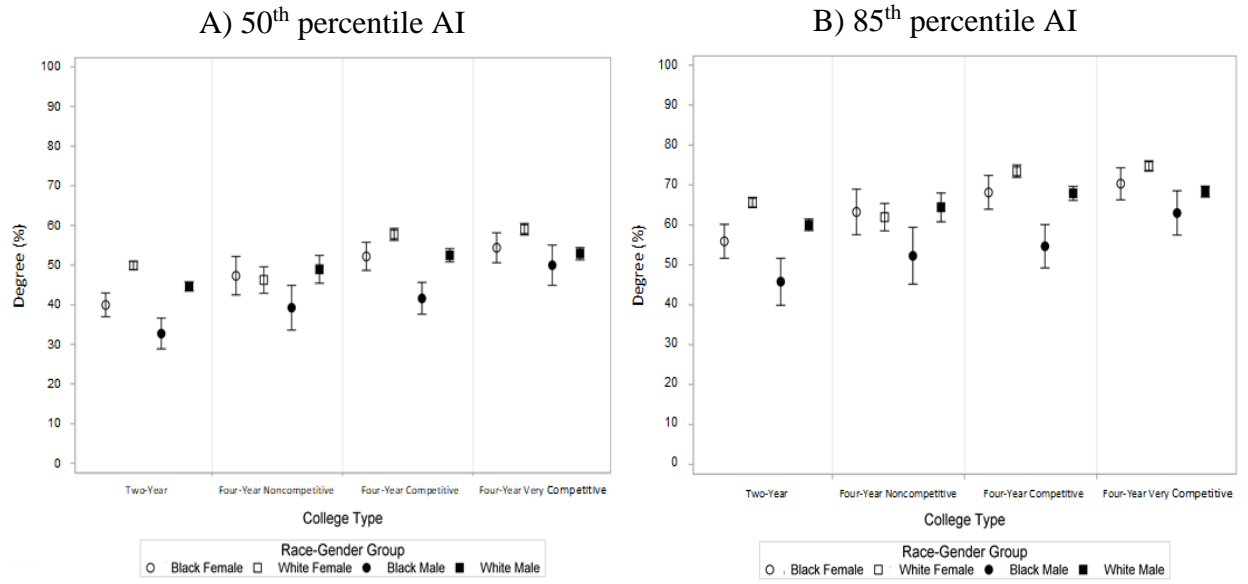 A) 50th percentile AI
100
90
80
70
60
50
40
30
20
10
0
Degree (%)
Two-Year Four-Year Noncompetitive Four-Year Competitive Four-Year Very Competitive
College Type
Race-Gender Group
Black Female White Female Black Male White Male
B) 85th percentile AI
100
90
80
70
60
50
40
30
20
10
0
Degree (%)
Two-Year Four-Year Noncompetitive Four-Year Competitive Four-Year Very Competitive
College Type
Race-Gender Group
Black Female White Female Black Male White Male